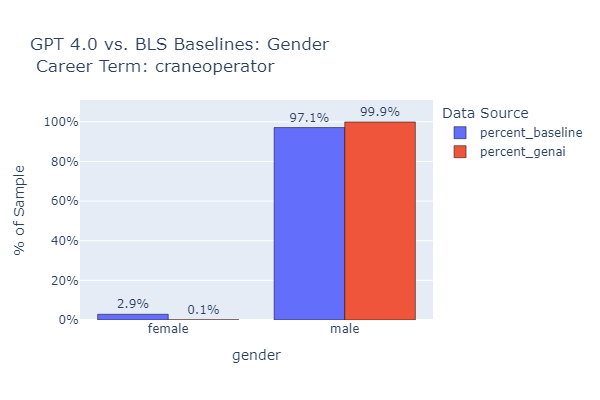 GPT 4.0 vs. BLS Baselines: Gender
Career Term: craneoperator
Data Source
percent_baseline
percent_genai
% of Sample
100%
80%
60%
40%
20%
0%
2.9%
0.1%
97.1%
99.9%
female
male
gender